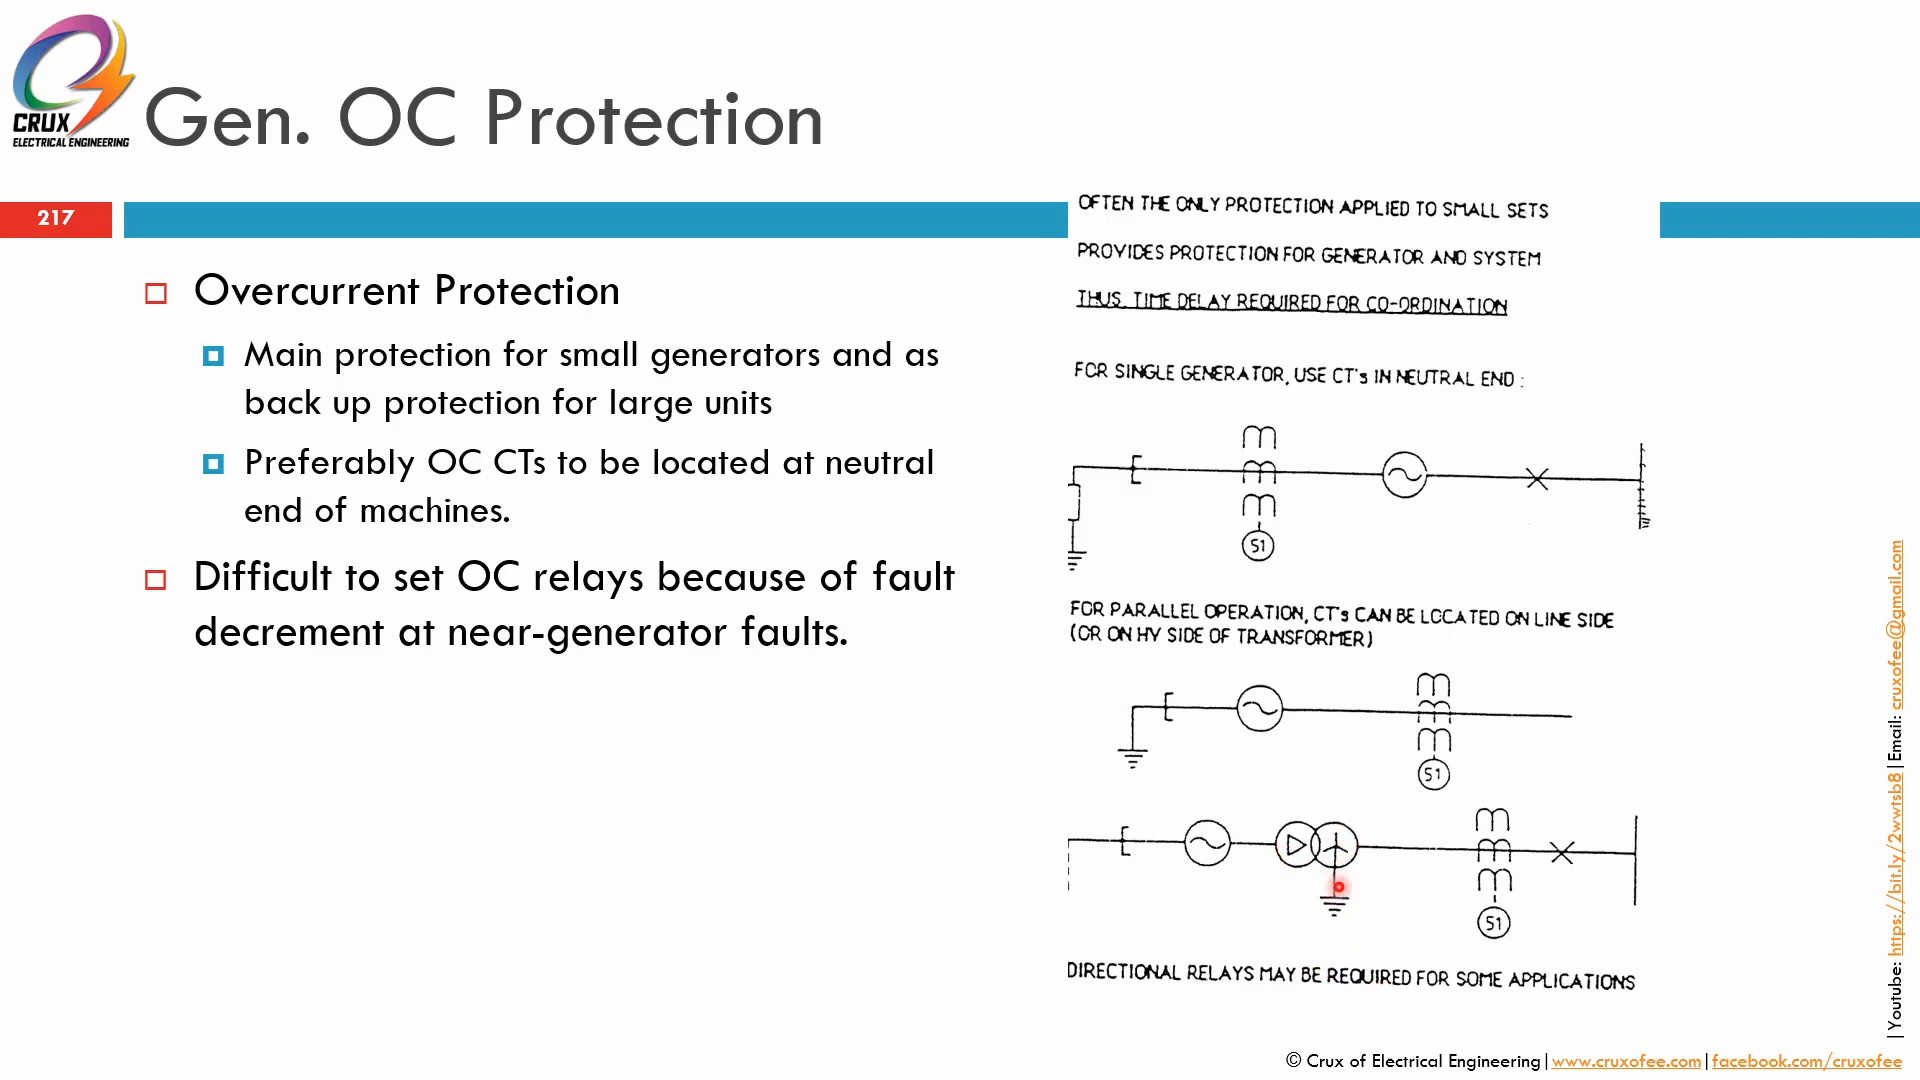 CRUX
ELECTRICAL ENGINEERING
Gen. OC Protection
217
Overcurrent Protection
Main protection for small generators and as
back up protection for large units
Preferably OC CTs to be located at neutral
end of machines.
Difficult to set OC relays because of fault
decrement at near-generator faults.
OFTEN THE ONLY PROTECTION APPLIED TO SMALL SETS
PROVIDES PROTECTION FOR GENERATOR AND SYSTEM
THUS, TIME DELAY REQUIRED FOR CO-ORDINATION
FOR SINGLE GENERATOR, USE CT's IN NEUTRAL END :
51
FOR PARALLEL OPERATION, CT's CAN BE LOCATED ON LINE SIDE
(OR ON HV SIDE OF TRANSFORMER)
51
51
DIRECTIONAL RELAYS MAY BE REQUIRED FOR SOME APPLICATIONS
|Youtube: https://bit.ly/2wwtsb8|Email: cruxofee@gmail.com
© Crux of Electrical Engineering|www.cruxofee.com|facebook.com/cruxofee